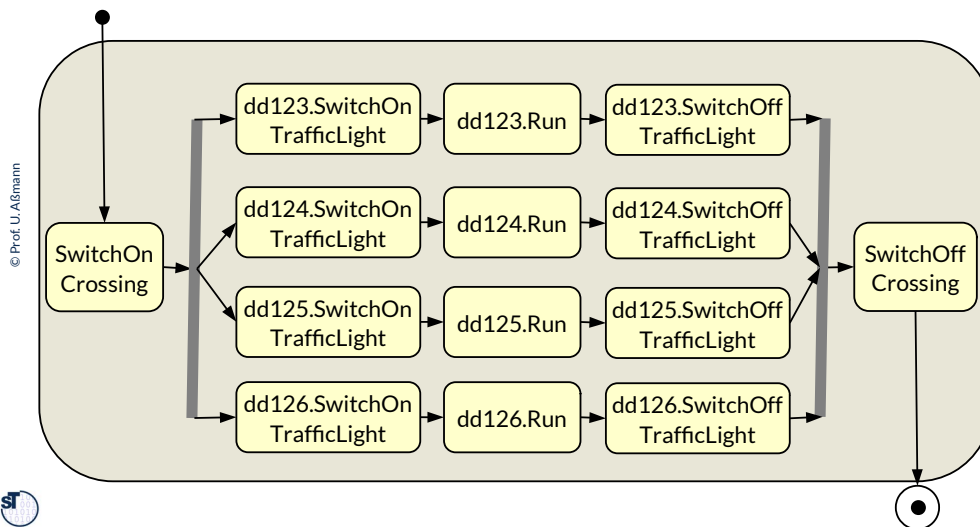 dd123.SwitchOn
TrafficLight
dd123.Run
dd123.SwitchOff
TrafficLight
dd124.SwitchOn
TrafficLight
dd124.Run
dd124.SwitchOff
TrafficLight
SwitchOn
Crossing
SwitchOff
Crossing
dd125.SwitchOn
TrafficLight
dd125.Run
dd125.SwitchOff
TrafficLight
dd126.SwitchOn
TrafficLight
dd126.Run
dd126.SwitchOff
TrafficLight
© Prof. U. Aßmann
sT